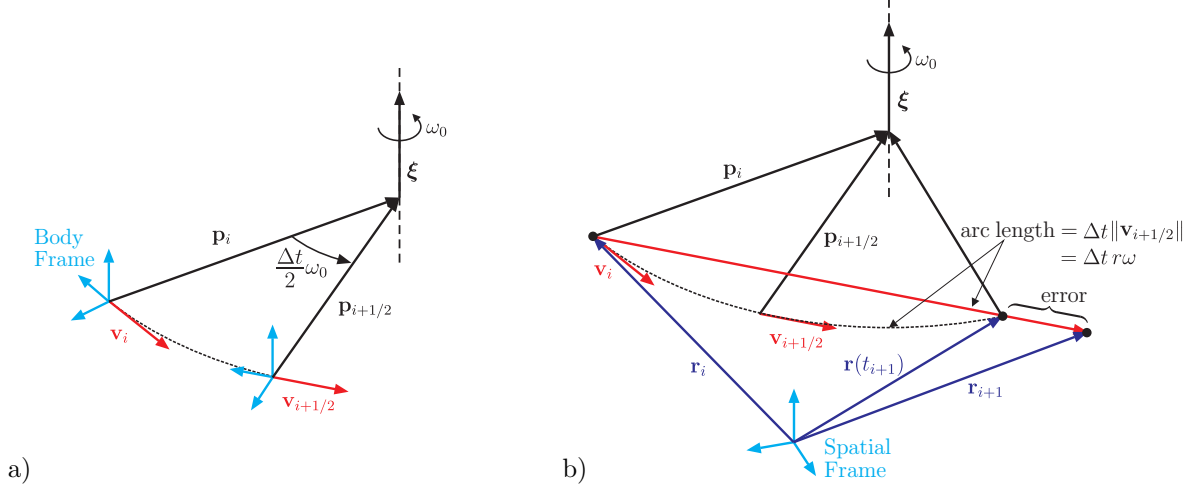 a)
ω₀
ξ
p_i
Body
Frame
Δt/2 ω₀
p_{i+1/2}
v_i
v_{i+1/2}
b)
ω₀
ξ
p_i
p_{i+1/2}
arc length = Δt‖v_{i+1/2}‖
= Δt rω
v_i
error
v_{i+1/2}
r_i
r(t_{i+1})
r_{i+1}
Spatial
Frame